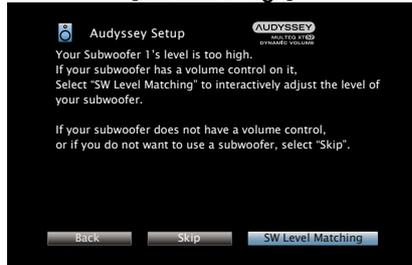 Audyssey Setup
AUDYSSEY
MULTEQ XT32
DYNAMIC VOLUME
Your Subwoofer 1's level is too high.
If your subwoofer has a volume control on it,
Select “SW Level Matching” to interactively adjust the level of
your subwoofer.
If your subwoofer does not have a volume control,
or if you do not want to use a subwoofer, select “Skip”.
Back
Skip
SW Level Matching